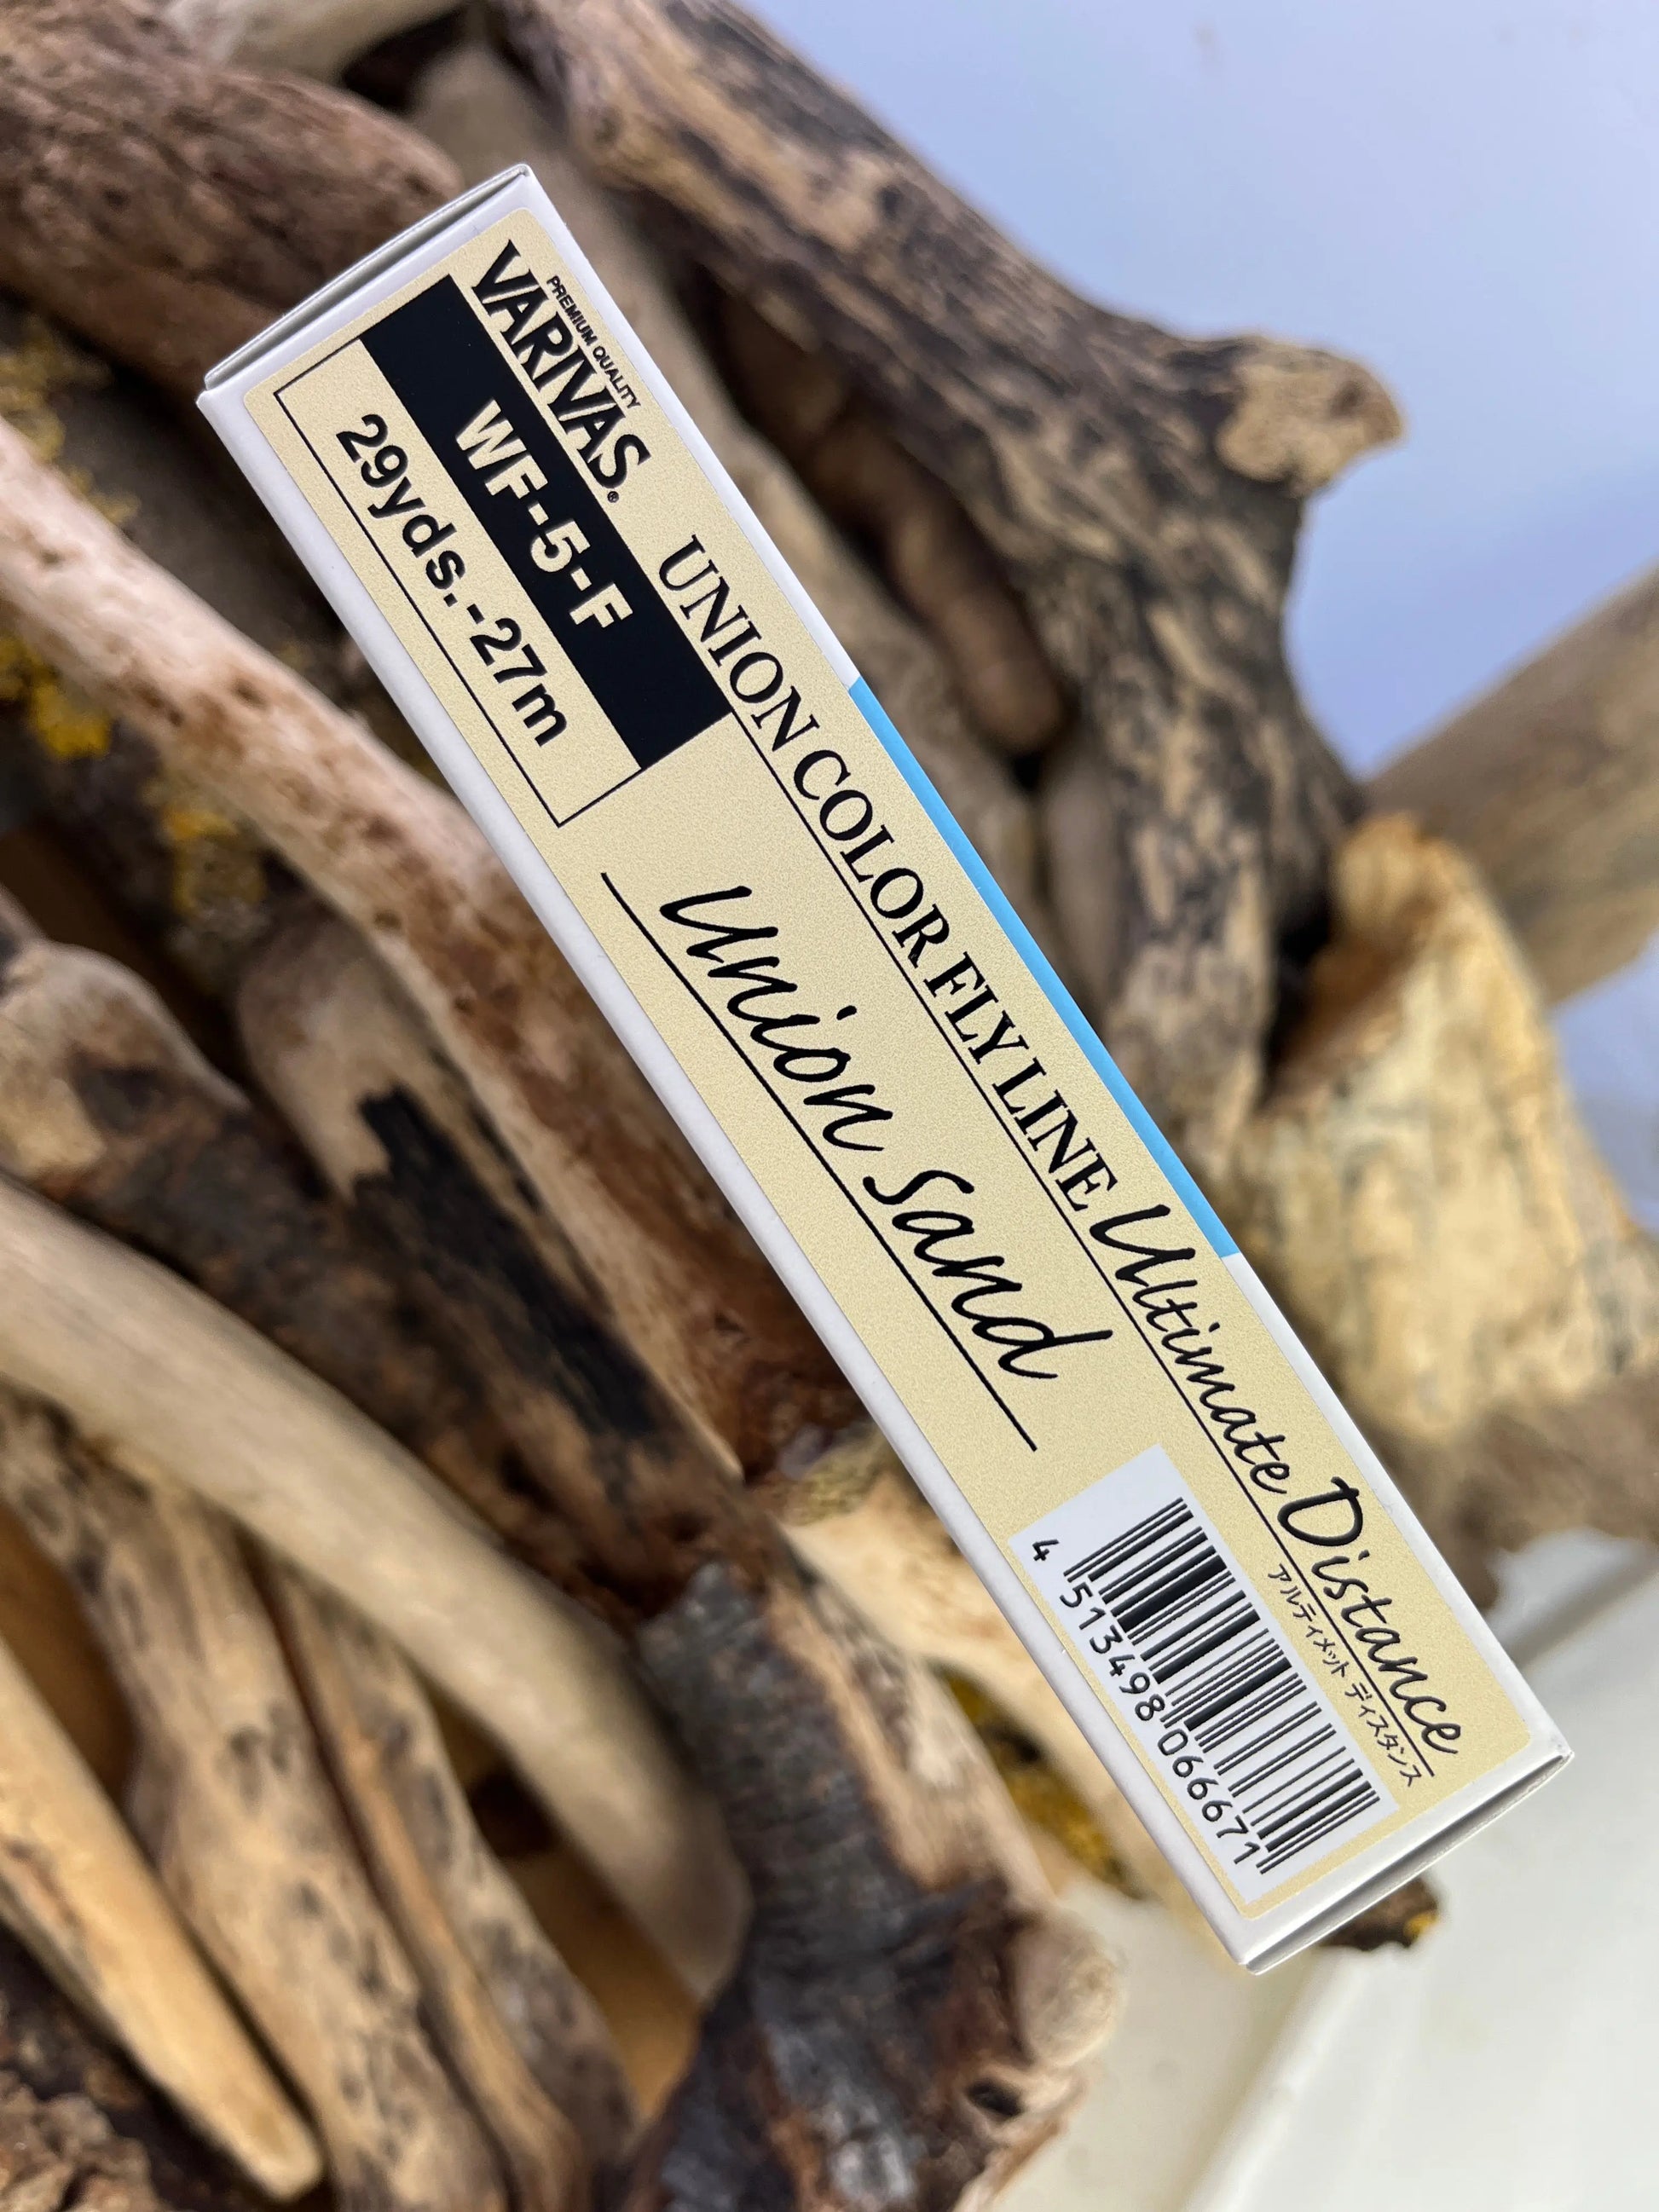 PREMIUM QUALITY
VARIVAS®
UNION COLOR FLY LINE Ultimate Distance
アルティメット ディスタンス
WF-5-F
29yds.-27m
Union Sand
4 513498 066671